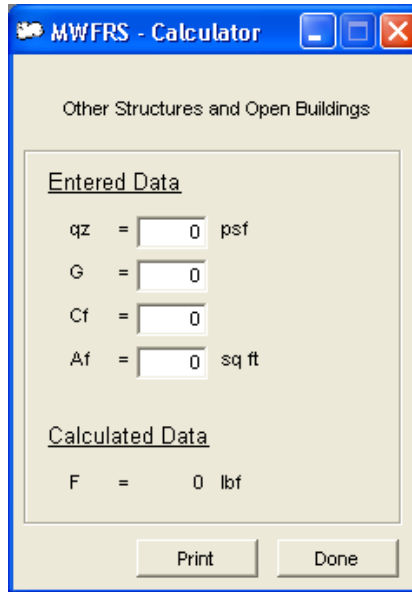 MWFRS - Calculator
Other Structures and Open Buildings
Entered Data
qz = 0 psf
G = 0
Cf = 0
Af = 0 sq ft
Calculated Data
F = 0 lbf
Print Done